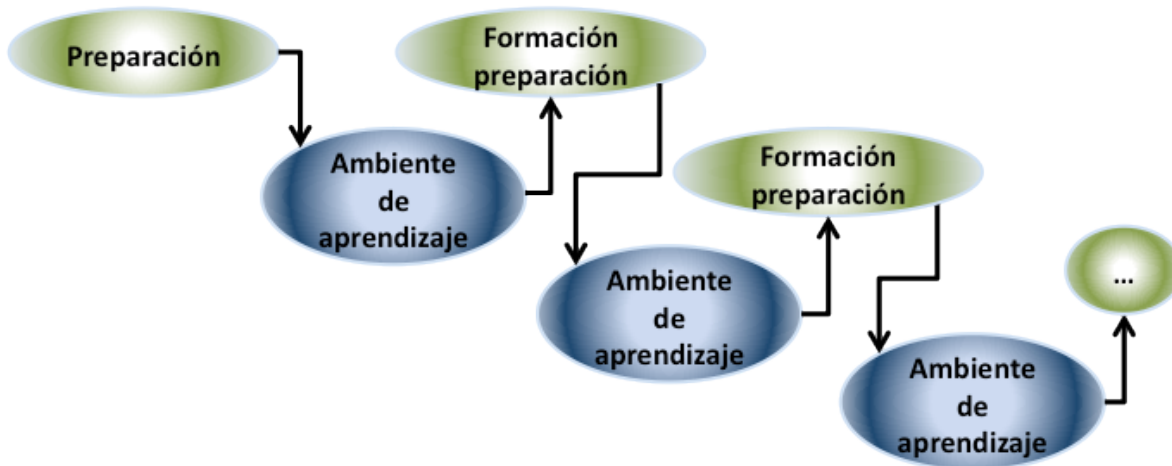 Preparación
Ambiente
de
aprendizaje
Formación
preparación
Ambiente
de
aprendizaje
Formación
preparación
Ambiente
de
aprendizaje
...